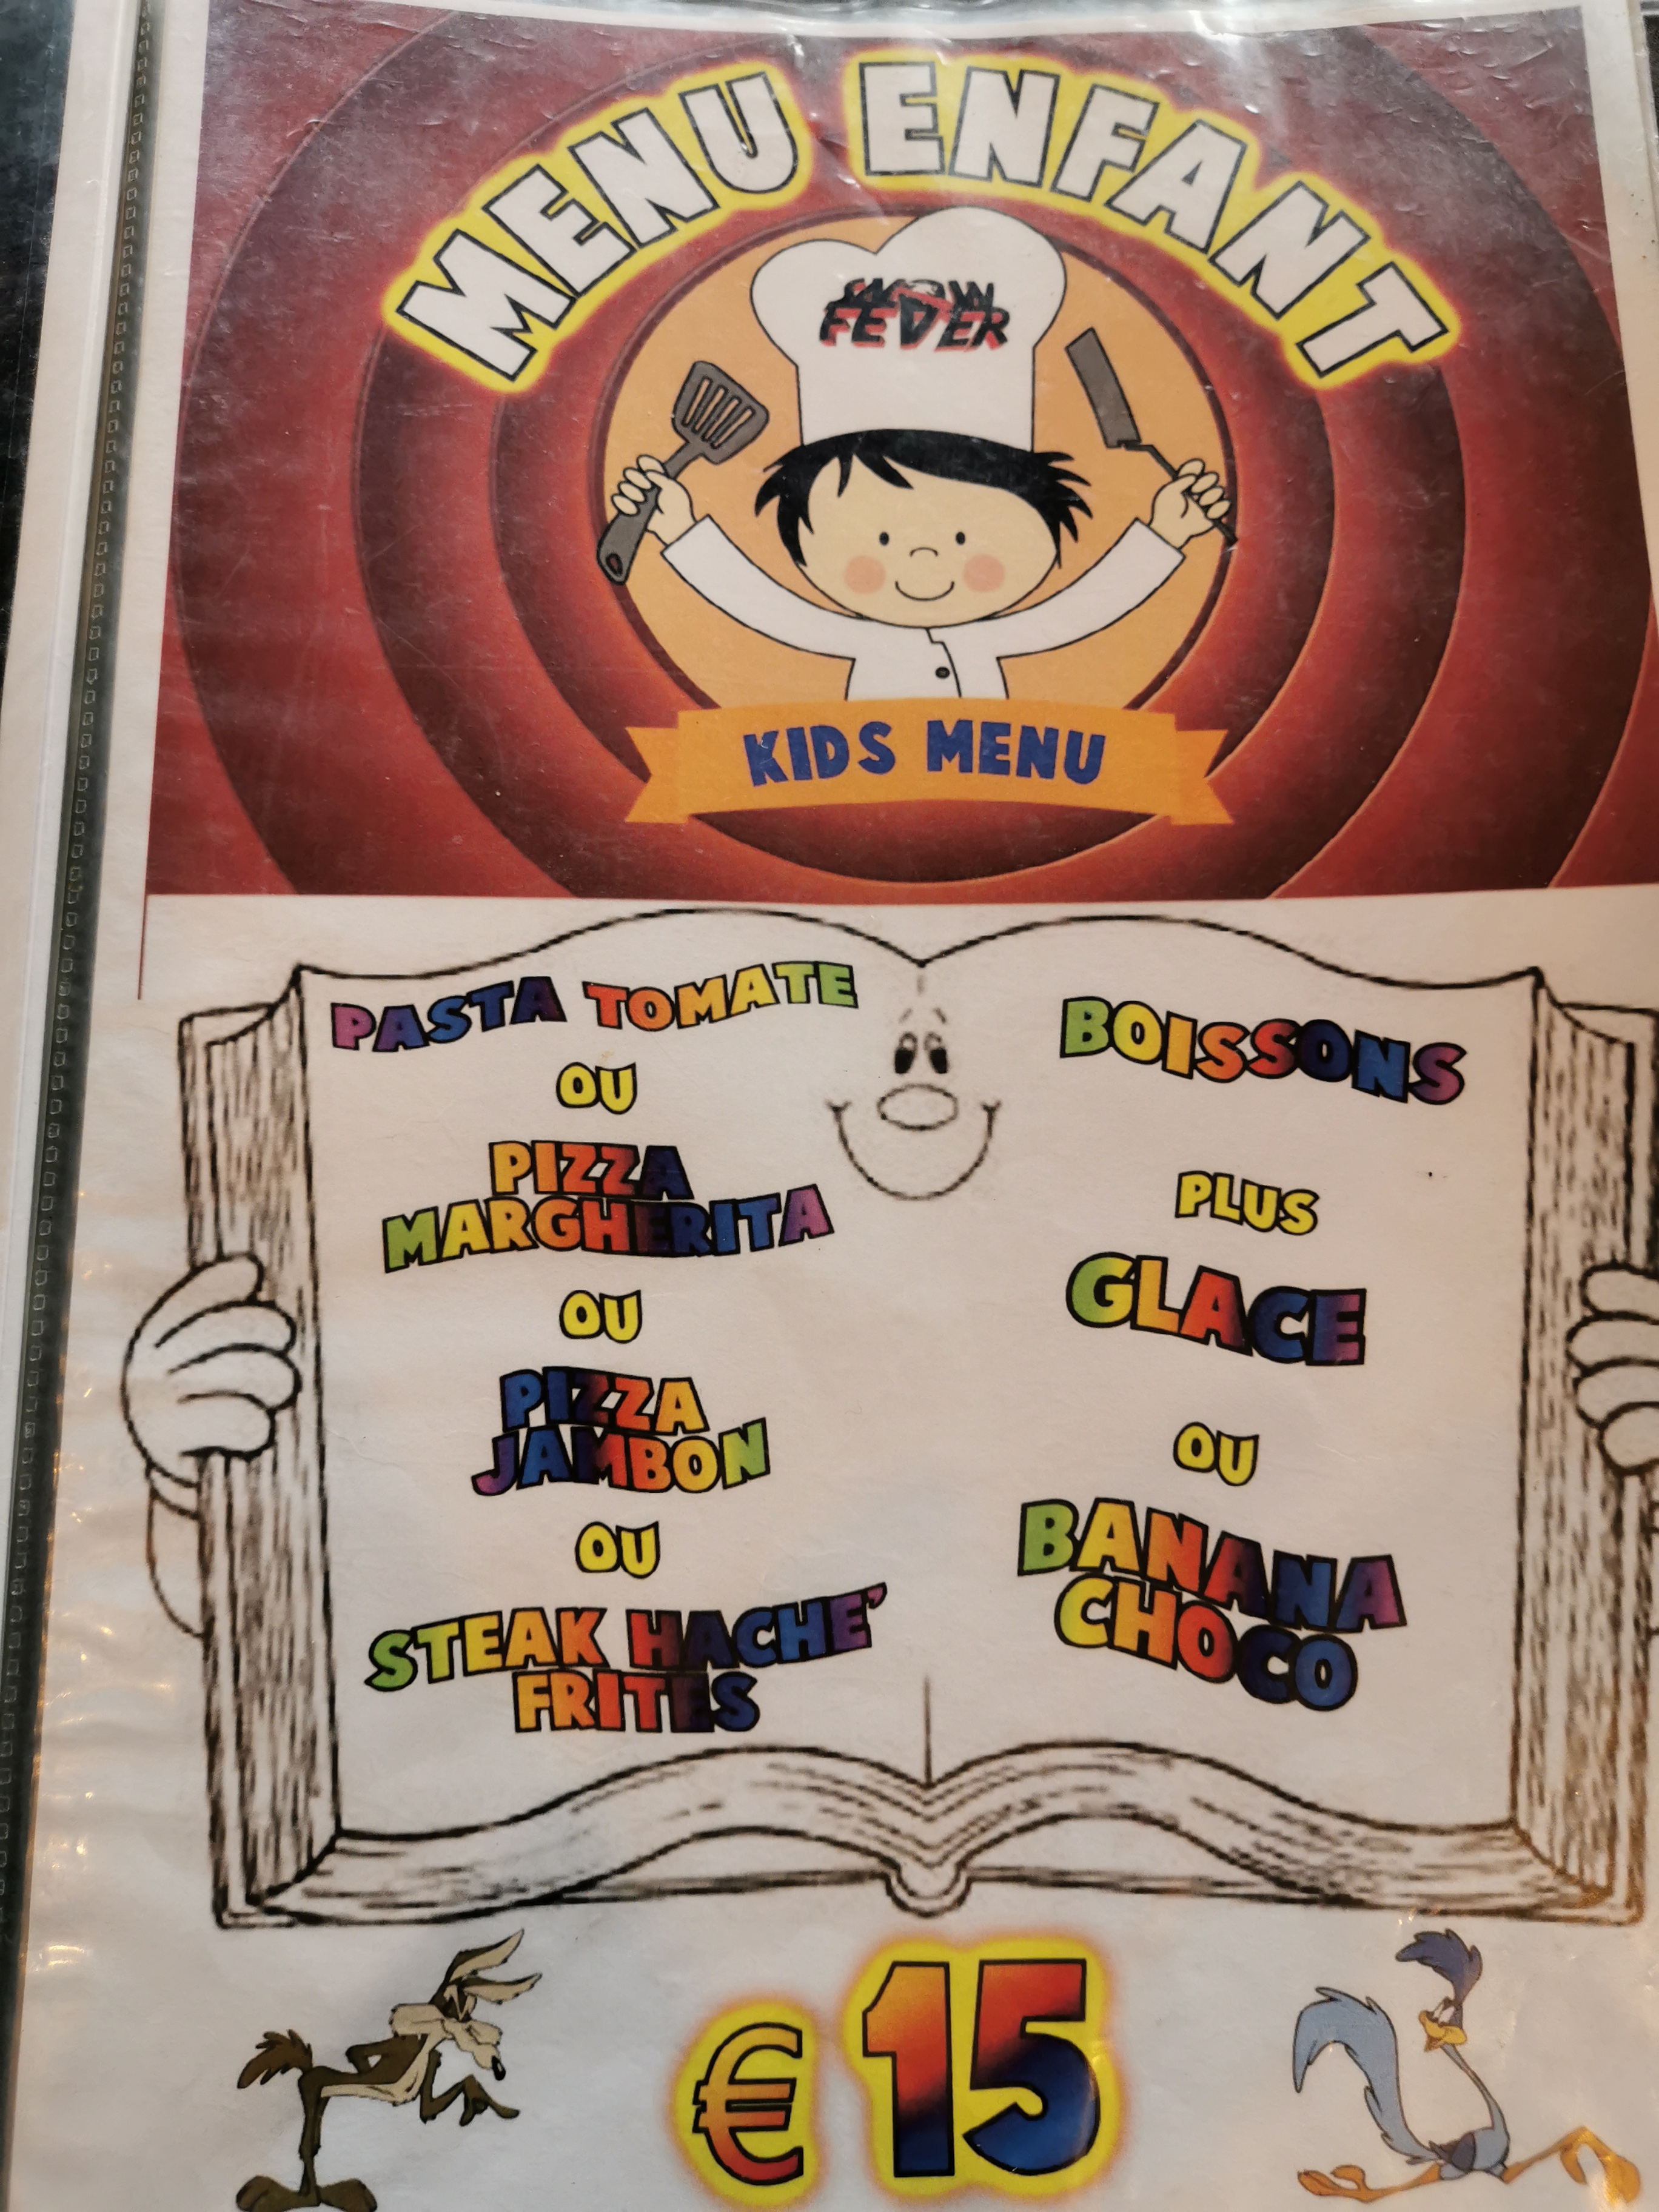 MENU ENFANT
FEVER
KIDS MENU
PASTA TOMATE
OU
PIZZA
MARGHERITA
OU
PIZZA
JAMBON
OU
STEAK HACHE'
FRITES
BOISSONS
PLUS
GLACE
OU
BANANA
CHOCO
€ 15